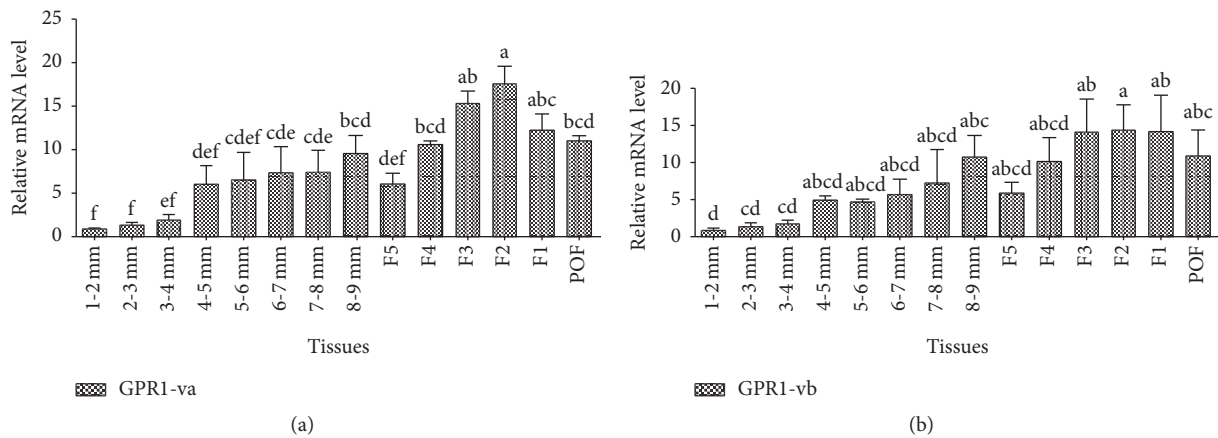 25
20
15
10
5
0
Relative mRNA level
f
f
ef
def
cdef
cde
cde
bcd
def
bcd
ab
a
abc
bcd
1-2 mm
2-3 mm
3-4 mm
4-5 mm
5-6 mm
6-7 mm
7-8 mm
8-9 mm
F5
F4
F3
F2
F1
POF
Tissues
GPR1-va
(a)
20
15
10
5
0
Relative mRNA level
d
cd
cd
abcd
abcd
abcd
abcd
abc
abcd
abcd
ab
a
ab
abc
1-2 mm
2-3 mm
3-4 mm
4-5 mm
5-6 mm
6-7 mm
7-8 mm
8-9 mm
F5
F4
F3
F2
F1
POF
Tissues
GPR1-vb
(b)